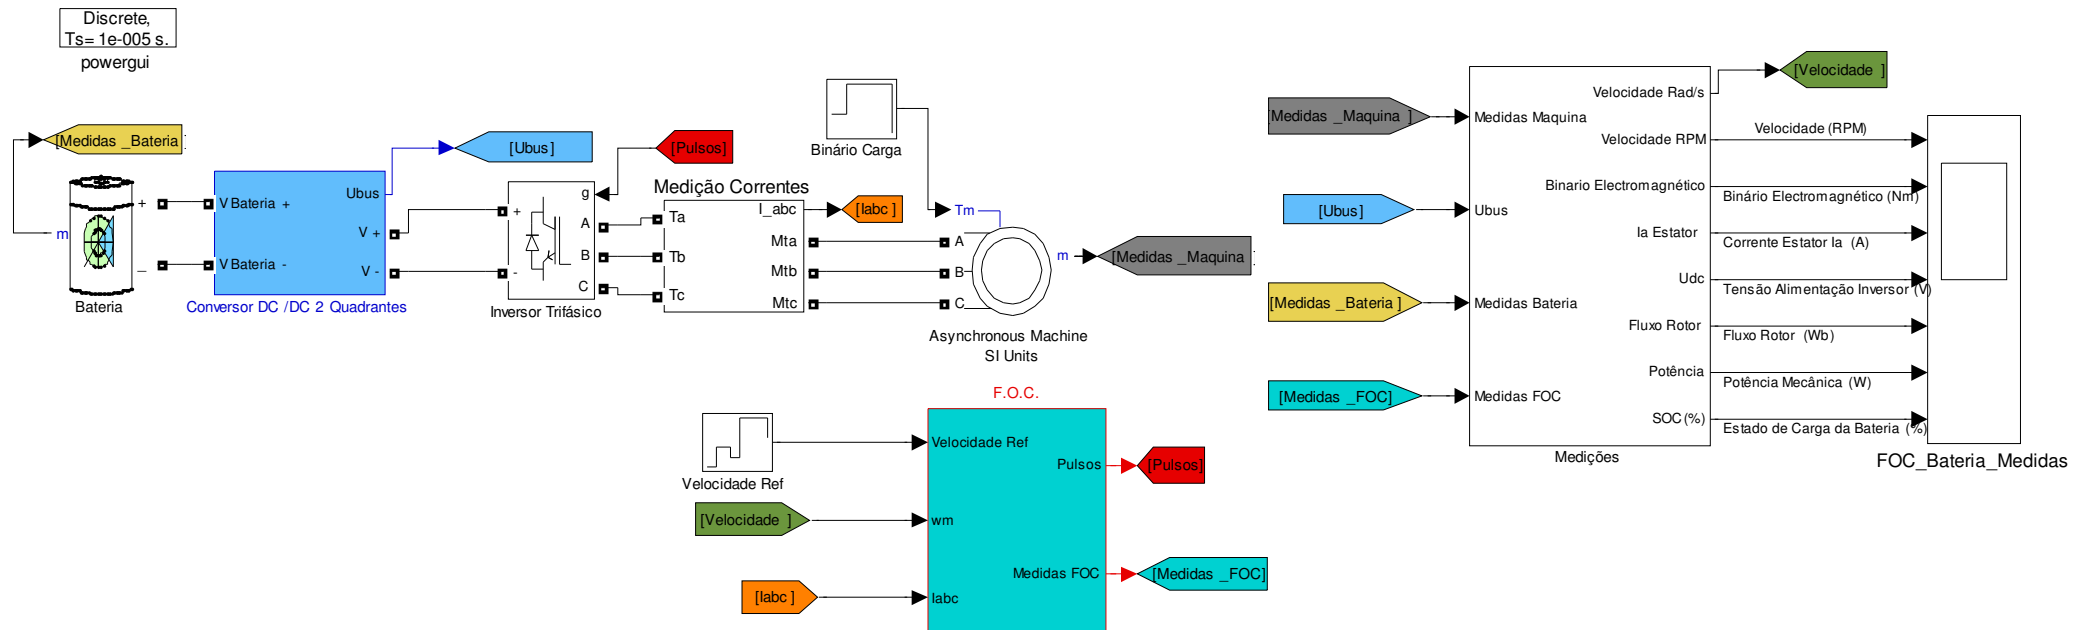 Discrete,
Ts= 1e-005 s.
powergui
[Medidas _Bateria
m
+
_
Bateria
V Bateria +
V Bateria -
Ubus
V +
V -
Conversor DC /DC 2 Quadrantes
[Ubus]
[Pulsos]
g
+
-
A
B
C
Inversor Trifásico
Medição Correntes
Ta
Tb
Tc
I_abc
Mta
Mtb
Mtc
[Iabc ]
Binário Carga
Tm
A
B
C
m
Asynchronous Machine
SI Units
[Medidas _Maquina
F.O.C.
Velocidade Ref
wm
Iabc
Pulsos
Medidas FOC
Velocidade Ref
[Velocidade ]
[Iabc ]
[Pulsos]
[Medidas _FOC]
[Medidas _Maquina ]
[Ubus]
[Medidas _Bateria ]
[Medidas _FOC]
Medidas Maquina
Ubus
Medidas Bateria
Medidas FOC
Velocidade Rad/s
Velocidade RPM
Binario Electromagnético
Ia Estator
Udc
Fluxo Rotor
Potência
SOC(%)
Medições
[Velocidade ]
Velocidade (RPM)
Binário Electromagnético (Nm)
Corrente Estator Ia (A)
Tensão Alimentação Inversor (V)
Fluxo Rotor (Wb)
Potência Mecânica (W)
Estado de Carga da Bateria (%)
FOC_Bateria_Medidas